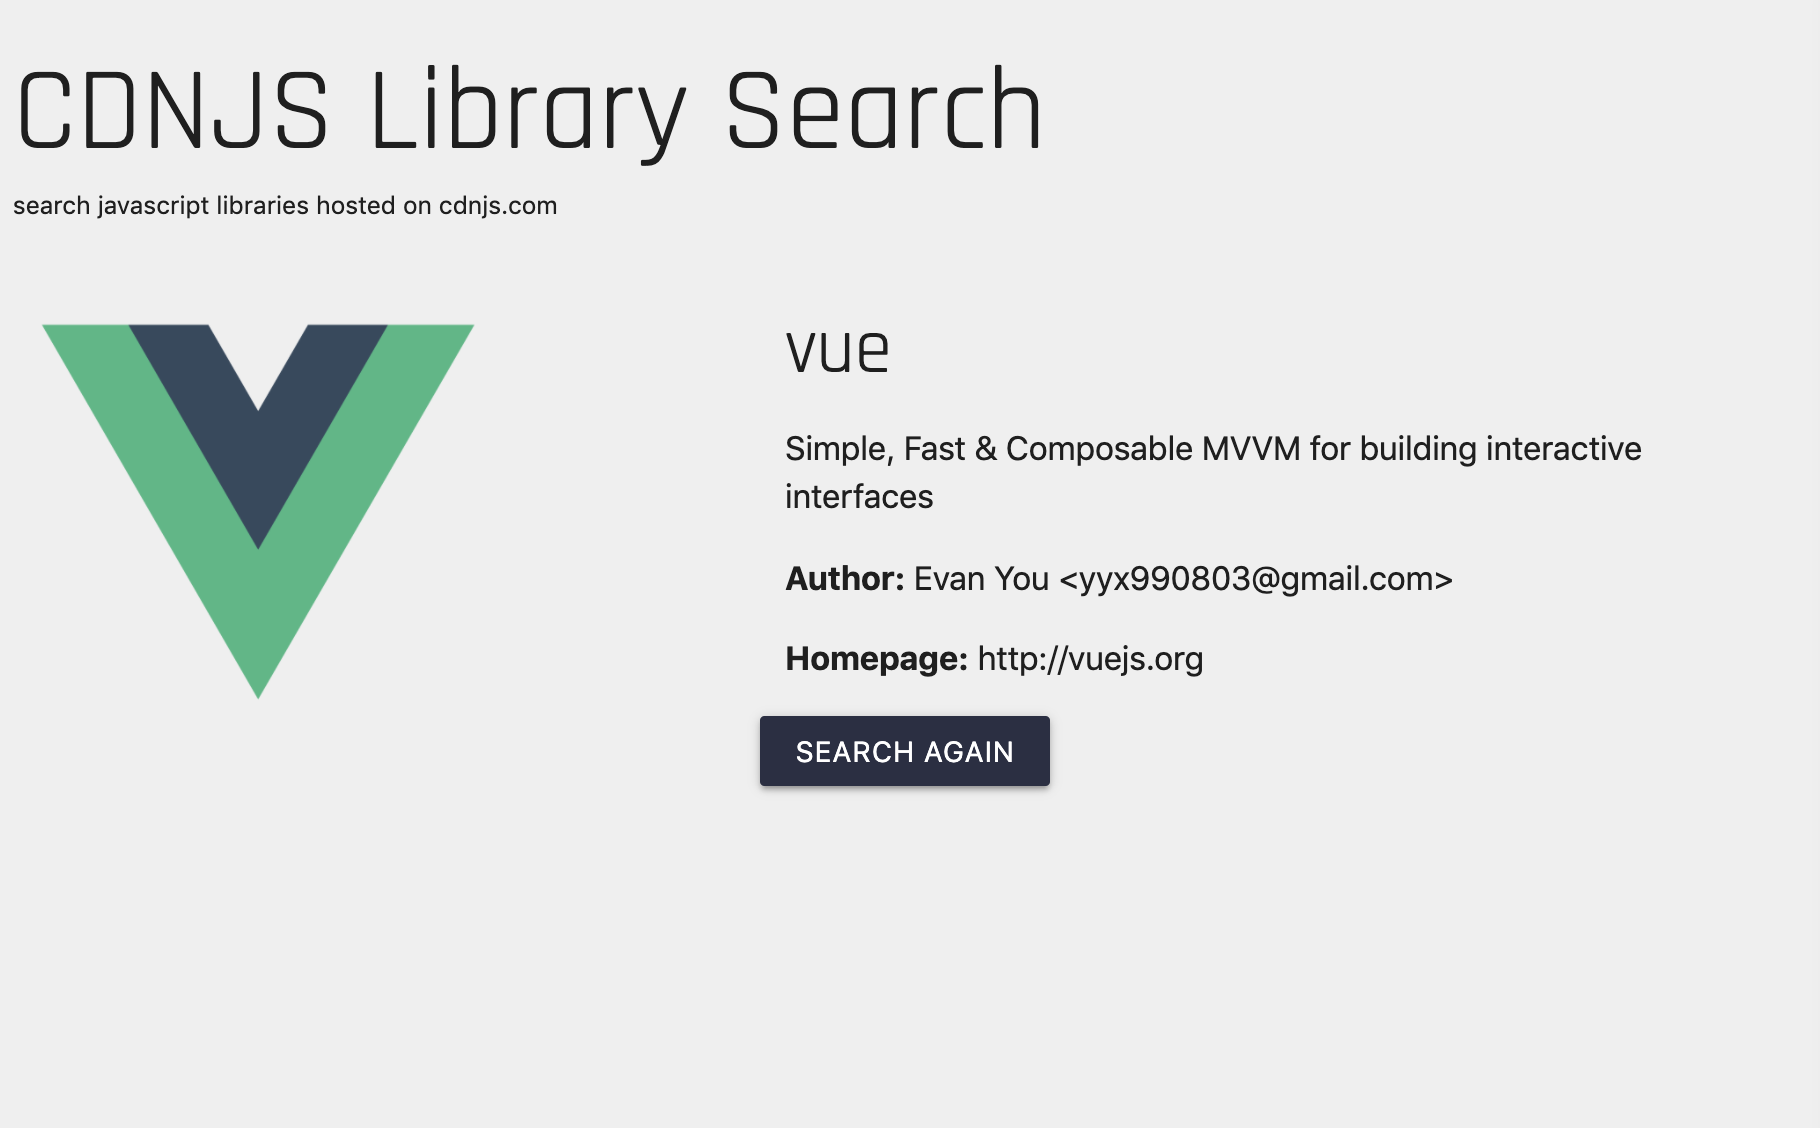 CDNJS Library Search
search javascript libraries hosted on cdnjs.com
vue
Simple, Fast & Composable MVVM for building interactive
interfaces
Author: Evan You <yyx990803@gmail.com>
Homepage: http://vuejs.org
SEARCH AGAIN